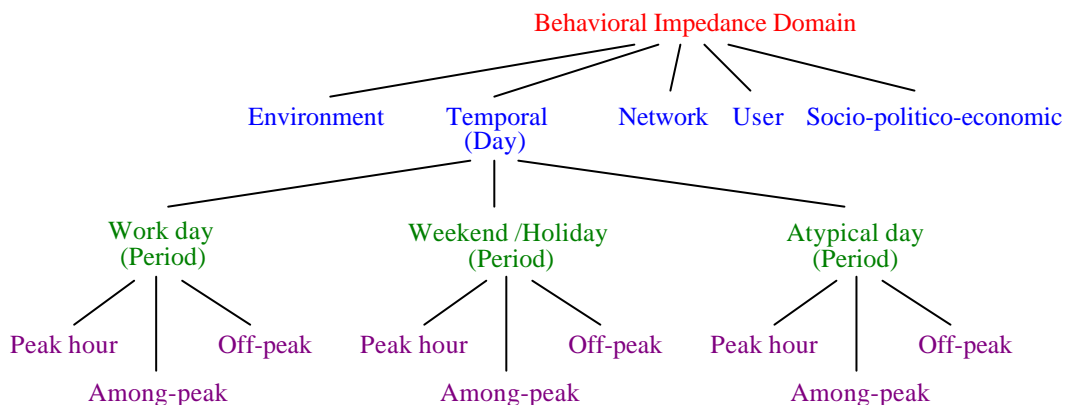 Behavioral Impedance Domain
Environment Temporal Network User Socio-politico-economic
(Day)
Work day Weekend /Holiday Atypical day
(Period) (Period) (Period)
Peak hour Off-peak Peak hour Off-peak Peak hour Off-peak
Among-peak Among-peak Among-peak